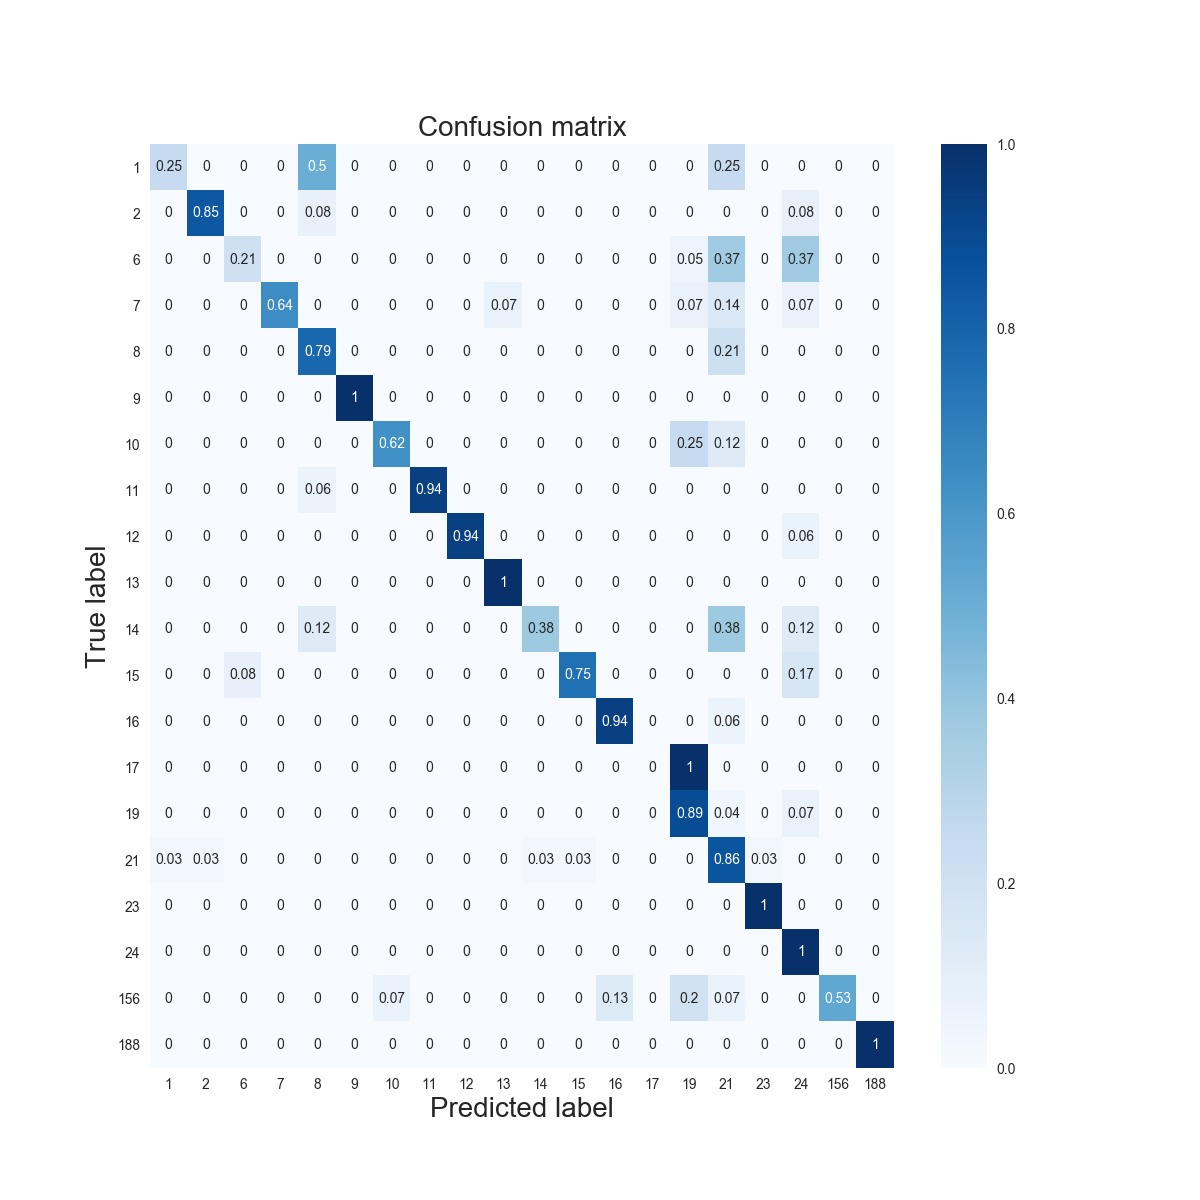 Confusion matrix
1 0.25 0 0 0 0.5 0 0 0 0 0 0 0 0 0 0 0.25 0 0 0 0
2 0 0.85 0 0 0.08 0 0 0 0 0 0 0 0 0 0 0 0 0.08 0 0
6 0 0 0.21 0 0 0 0 0 0 0 0 0 0 0 0.05 0.37 0 0.37 0 0
7 0 0 0 0.64 0 0 0 0 0 0.07 0 0 0 0 0.07 0.14 0 0.07 0 0
8 0 0 0 0 0.79 0 0 0 0 0 0 0 0 0 0 0.21 0 0 0 0
9 0 0 0 0 0 1 0 0 0 0 0 0 0 0 0 0 0 0 0 0
10 0 0 0 0 0 0 0.62 0 0 0 0 0 0 0 0.25 0.12 0 0 0 0
11 0 0 0 0 0.06 0 0 0.94 0 0 0 0 0 0 0 0 0 0 0 0
12 0 0 0 0 0 0 0 0 0.94 0 0 0 0 0 0 0 0 0.06 0 0
13 0 0 0 0 0 0 0 0 0 1 0 0 0 0 0 0 0 0 0 0
14 0 0 0 0 0.12 0 0 0 0 0 0.38 0 0 0 0 0.38 0 0.12 0 0
15 0 0 0.08 0 0 0 0 0 0 0 0 0.75 0 0 0 0 0 0.17 0 0
16 0 0 0 0 0 0 0 0 0 0 0 0 0.94 0 0 0.06 0 0 0 0
17 0 0 0 0 0 0 0 0 0 0 0 0 0 0 1 0 0 0 0 0
19 0 0 0 0 0 0 0 0 0 0 0 0 0 0 0.89 0.04 0 0.07 0 0
21 0.03 0.03 0 0 0 0 0 0 0 0 0.03 0.03 0 0 0 0.86 0.03 0 0 0
23 0 0 0 0 0 0 0 0 0 0 0 0 0 0 0 0 1 0 0 0
24 0 0 0 0 0 0 0 0 0 0 0 0 0 0 0 0 0 1 0 0
156 0 0 0 0 0 0 0.07 0 0 0 0 0 0.13 0 0.2 0.07 0 0 0.53 0
188 0 0 0 0 0 0 0 0 0 0 0 0 0 0 0 0 0 0 0 1
1 2 6 7 8 9 10 11 12 13 14 15 16 17 19 21 23 24 156 188
Predicted label
True label
1.0
0.8
0.6
0.4
0.2
0.0